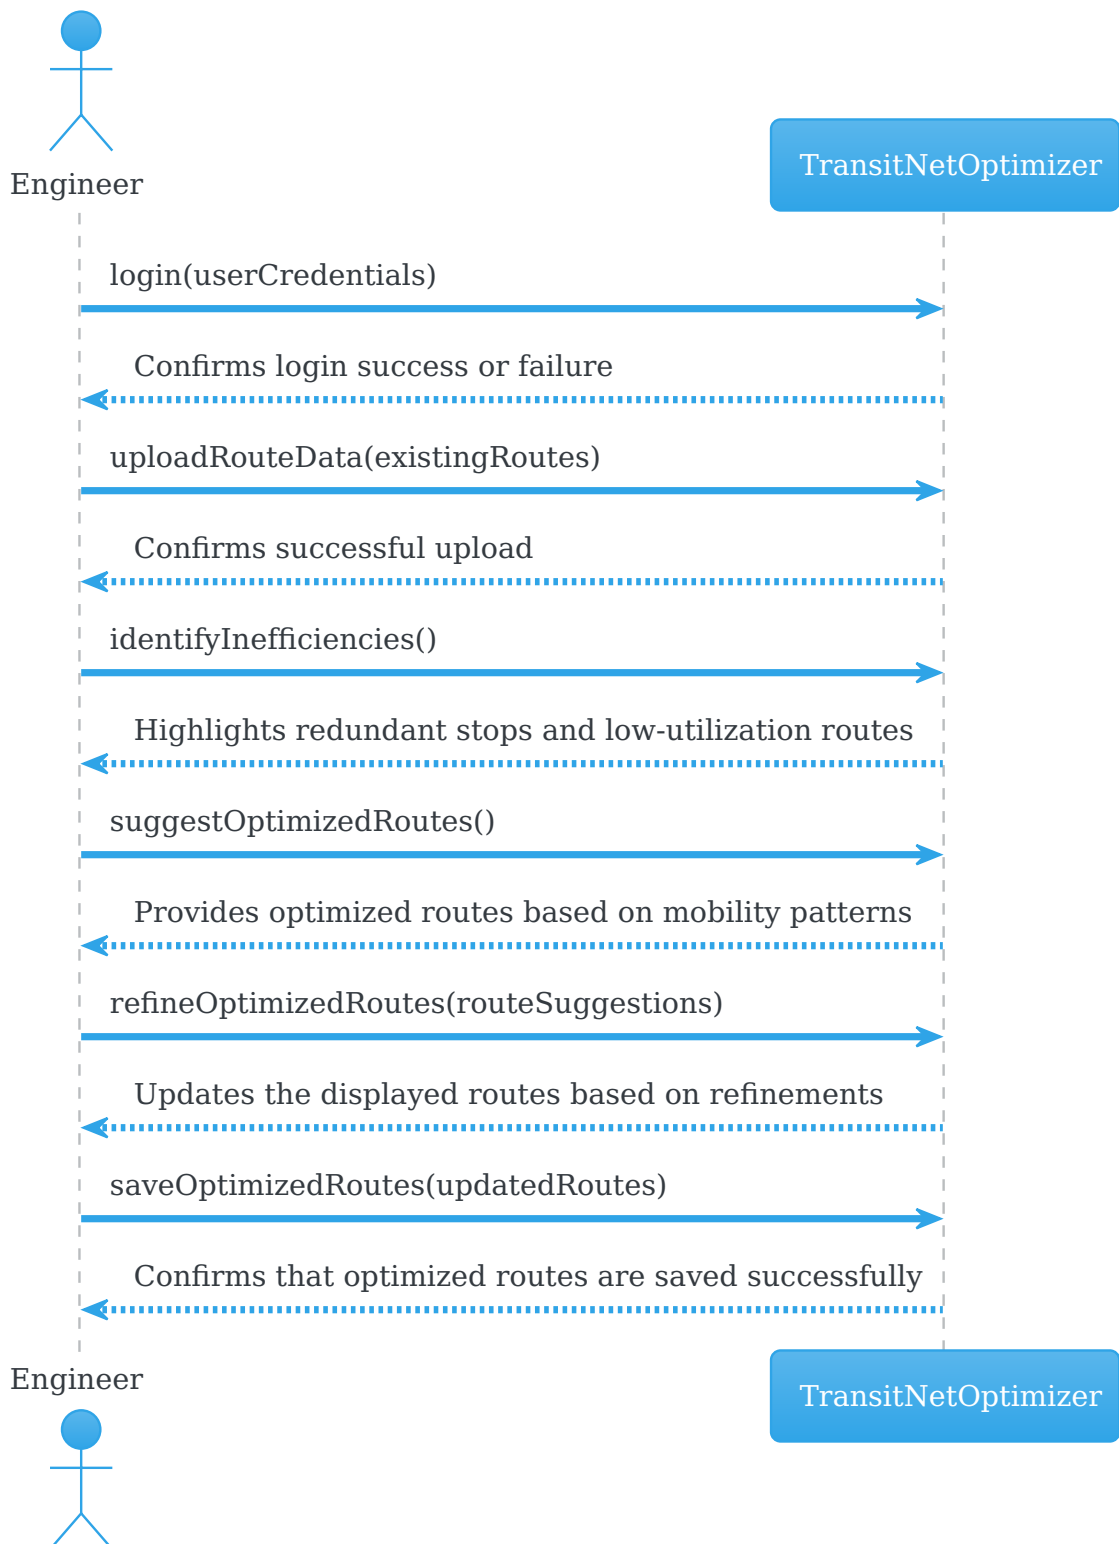 Engineer
TransitNetOptimizer
login(userCredentials)
Confirms login success or failure
uploadRouteData(existingRoutes)
Confirms successful upload
identifyInefficiencies()
Highlights redundant stops and low-utilization routes
suggestOptimizedRoutes()
Provides optimized routes based on mobility patterns
refineOptimizedRoutes(routeSuggestions)
Updates the displayed routes based on refinements
saveOptimizedRoutes(updatedRoutes)
Confirms that optimized routes are saved successfully
Engineer
TransitNetOptimizer